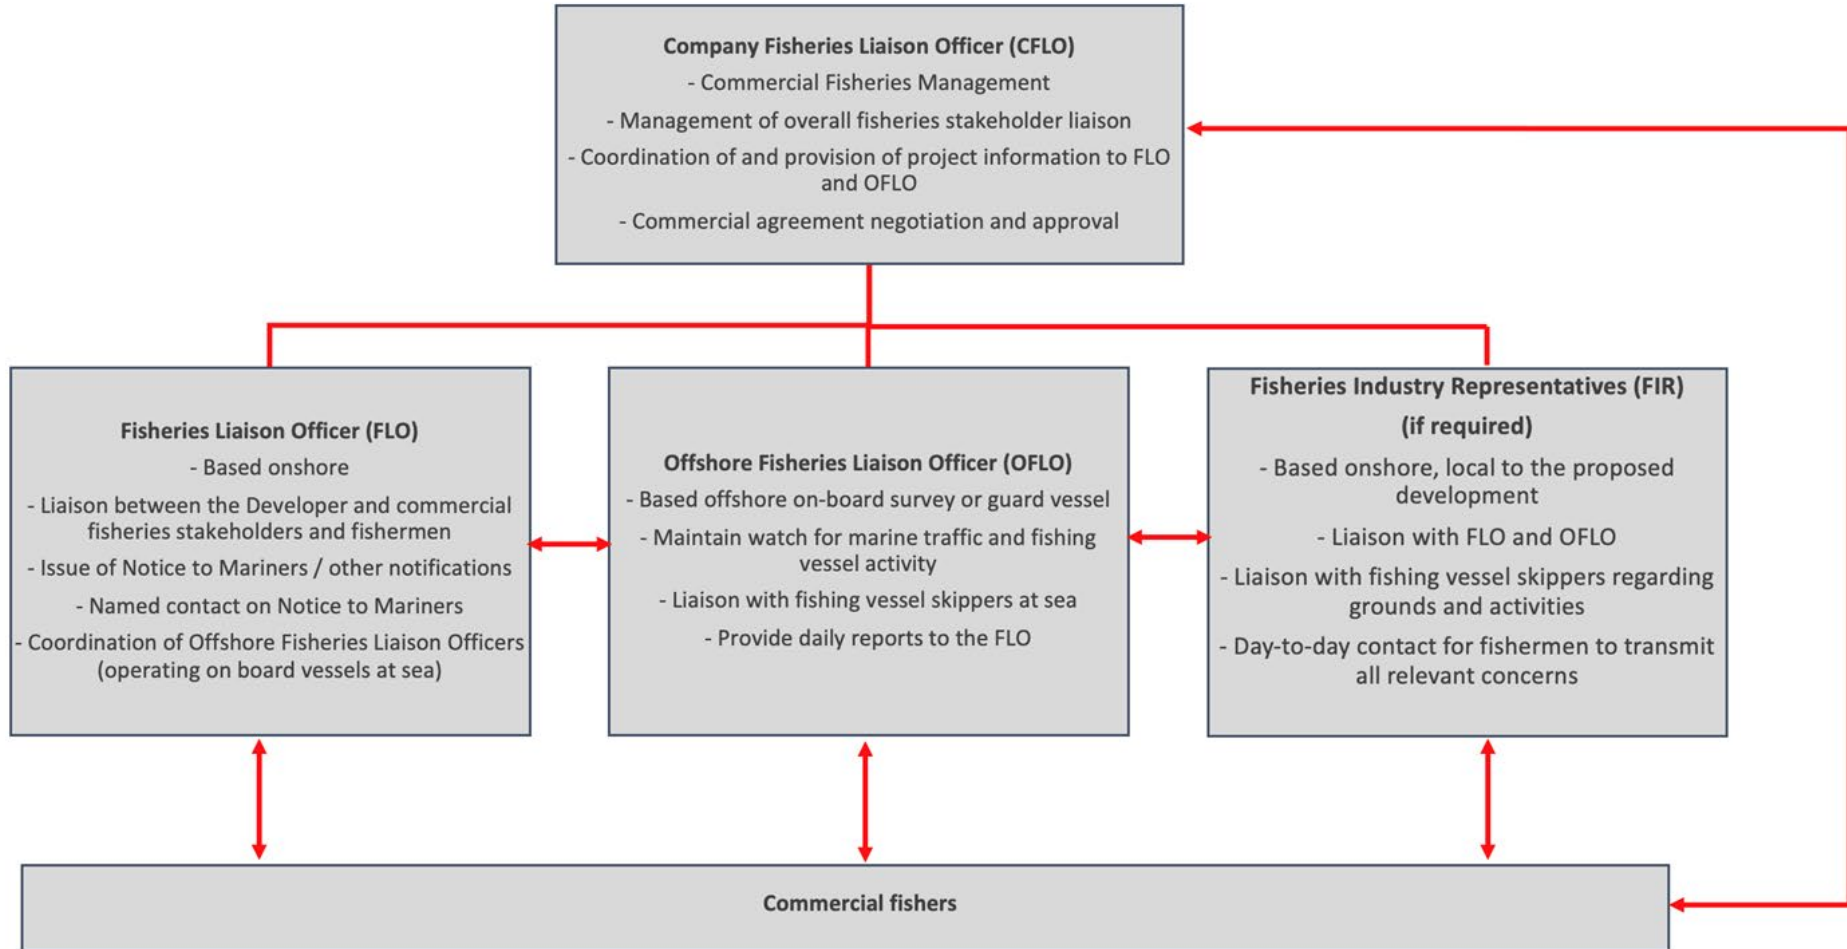 Company Fisheries Liaison Officer (CFLO)
- Commercial Fisheries Management
- Management of overall fisheries stakeholder liaison
- Coordination of and provision of project information to FLO
and OFLO
- Commercial agreement negotiation and approval
Fisheries Liaison Officer (FLO)
- Based onshore
- Liaison between the Developer and commercial
fisheries stakeholders and fishermen
- Issue of Notice to Mariners / other notifications
- Named contact on Notice to Mariners
- Coordination of Offshore Fisheries Liaison Officers
(operating on board vessels at sea)
Offshore Fisheries Liaison Officer (OFLO)
- Based offshore on-board survey or guard vessel
- Maintain watch for marine traffic and fishing
vessel activity
- Liaison with fishing vessel skippers at sea
- Provide daily reports to the FLO
Fisheries Industry Representatives (FIR)
(if required)
- Based onshore, local to the proposed
development
- Liaison with FLO and OFLO
- Liaison with fishing vessel skippers regarding
grounds and activities
- Day-to-day contact for fishermen to transmit
all relevant concerns
Commercial fishers